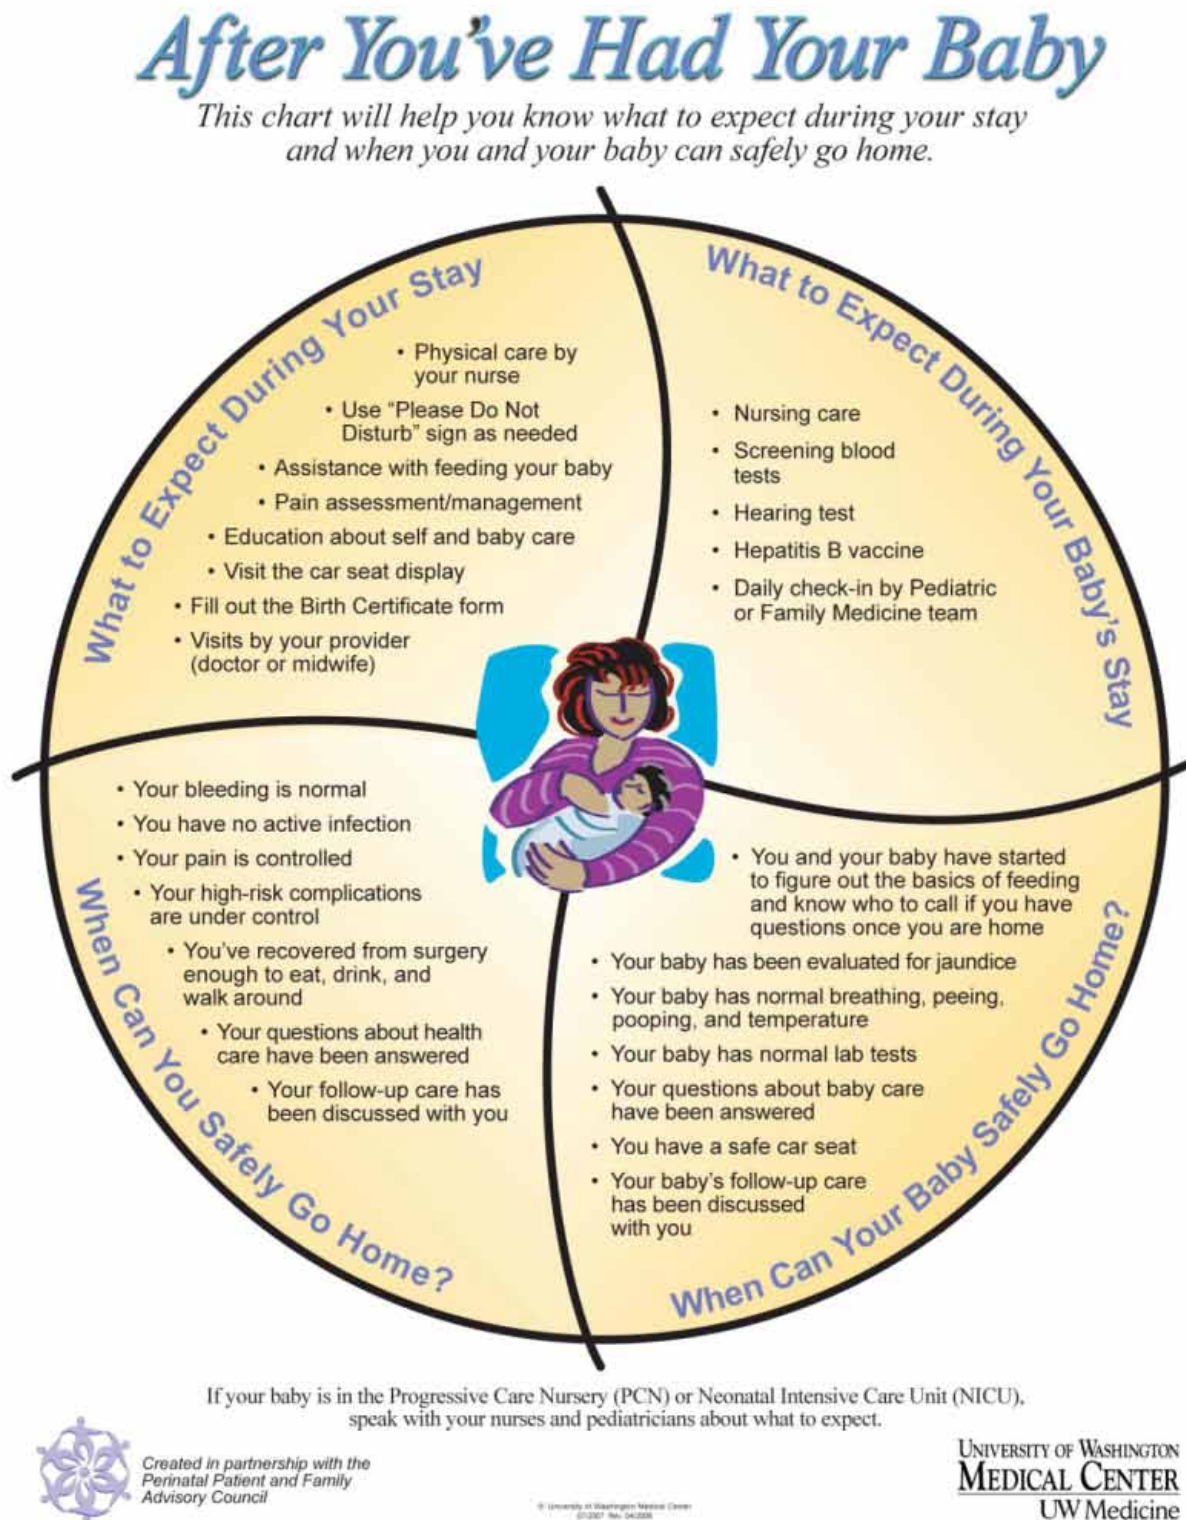 After You've Had Your Baby
This chart will help you know what to expect during your stay
and when you and your baby can safely go home.
What to Expect During Your Stay
• Physical care by
your nurse
• Use "Please Do Not
Disturb" sign as needed
• Assistance with feeding your baby
• Pain assessment/management
• Education about self and baby care
• Visit the car seat display
• Fill out the Birth Certificate form
• Visits by your provider
(doctor or midwife)
What to Expect During Your Baby's Stay
• Nursing care
• Screening blood
tests
• Hearing test
• Hepatitis B vaccine
• Daily check-in by Pediatric
or Family Medicine team
When Can You Safely Go Home?
• Your bleeding is normal
• You have no active infection
• Your pain is controlled
• Your high-risk complications
are under control
• You've recovered from surgery
enough to eat, drink, and
walk around
• Your questions about health
care have been answered
• Your follow-up care has
been discussed with you
When Can Your Baby Safely Go Home?
• You and your baby have started
to figure out the basics of feeding
and know who to call if you have
questions once you are home
• Your baby has been evaluated for jaundice
• Your baby has normal breathing, peeing,
pooping, and temperature
• Your baby has normal lab tests
• Your questions about baby care
have been answered
• You have a safe car seat
• Your baby's follow-up care
has been discussed
with you
If your baby is in the Progressive Care Nursery (PCN) or Neonatal Intensive Care Unit (NICU),
speak with your nurses and pediatricians about what to expect.
Created in partnership with the
Perinatal Patient and Family
Advisory Council
© University of Washington Medical Center
UNIVERSITY OF WASHINGTON
MEDICAL CENTER
UW Medicine